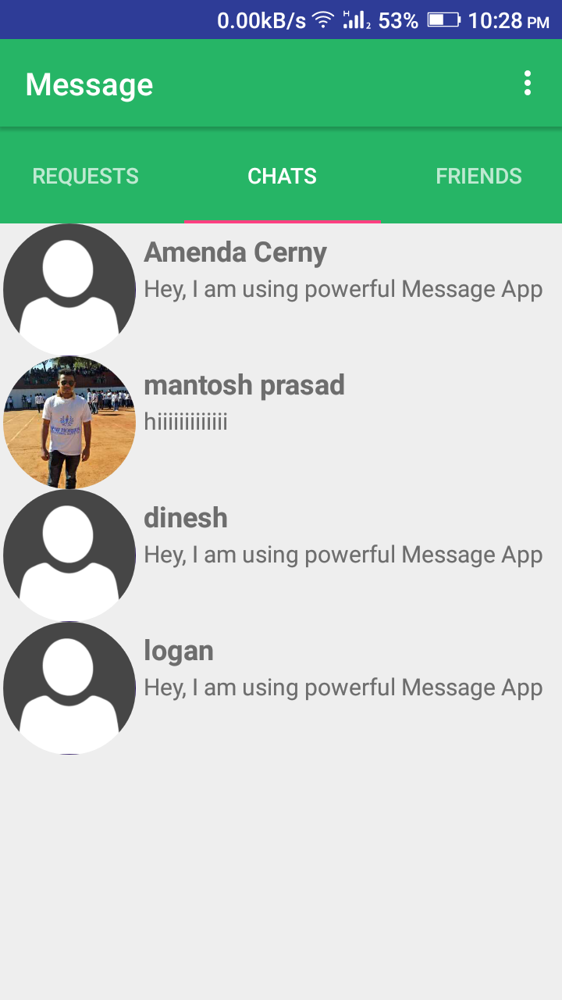 0.00kB/s H 2 53% 10:28 PM
Message
REQUESTS CHATS FRIENDS
Amenda Cerny
Hey, I am using powerful Message App
mantosh prasad
hiiiiiiiiiiiii
dinesh
Hey, I am using powerful Message App
logan
Hey, I am using powerful Message App